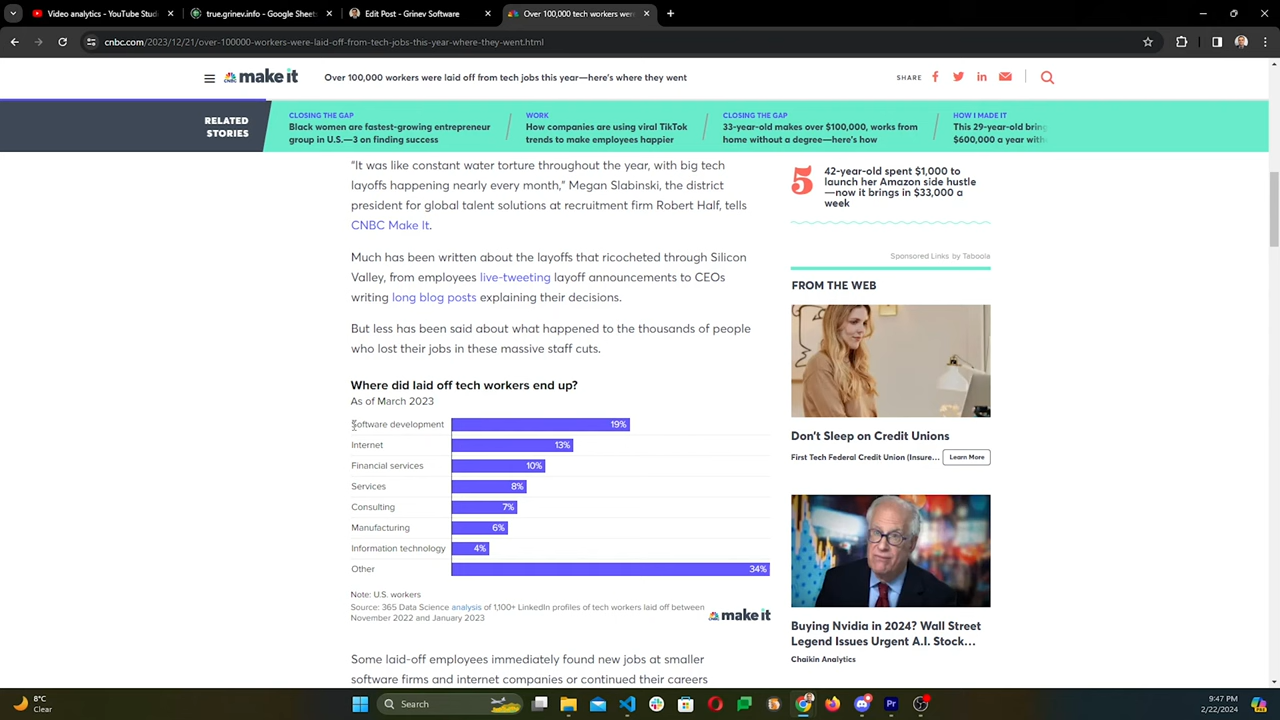 Video analytics - YouTube Stud
true.grinev.info - Google Sheet
Edit Post - Grinev Software
Over 100,000 tech workers wer
cnbc.com/2023/12/21/over-100000-workers-were-laid-off-from-tech-jobs-this-year-where-they-went.html
CNBC make it
Over 100,000 workers were laid off from tech jobs this year—here's where they went
SHARE
RELATED
STORIES
CLOSING THE GAP
Black women are fastest-growing entrepreneur
group in U.S.—3 on finding success
WORK
How companies are using viral TikTok
trends to make employees happier
CLOSING THE GAP
33-year-old makes over $100,000, works from
home without a degree—here's how
HOW I MADE IT
This 29-year-old bring
$600,000 a year with
"It was like constant water torture throughout the year, with big tech
layoffs happening nearly every month," Megan Slabinski, the district
president for global talent solutions at recruitment firm Robert Half, tells
CNBC Make It.
Much has been written about the layoffs that ricocheted through Silicon
Valley, from employees live-tweeting layoff announcements to CEOs
writing long blog posts explaining their decisions.
But less has been said about what happened to the thousands of people
who lost their jobs in these massive staff cuts.
Where did laid off tech workers end up?
As of March 2023
Software development 19%
Internet 13%
Financial services 10%
Services 8%
Consulting 7%
Manufacturing 6%
Information technology 4%
Other 34%
Note: U.S. workers
Source: 365 Data Science analysis of 1,100+ LinkedIn profiles of tech workers laid off between
November 2022 and January 2023
make it
Some laid-off employees immediately found new jobs at smaller
software firms and internet companies or continued their careers
5
42-year-old spent $1,000 to
launch her Amazon side hustle
—now it brings in $33,000 a
week
Sponsored Links by Taboola
FROM THE WEB
Don't Sleep on Credit Unions
First Tech Federal Credit Union (Insure...
Learn More
Buying Nvidia in 2024? Wall Street
Legend Issues Urgent A.I. Stock...
Chaikin Analytics
8°C
Clear
Search
Pr
9:47 PM
2/22/2024